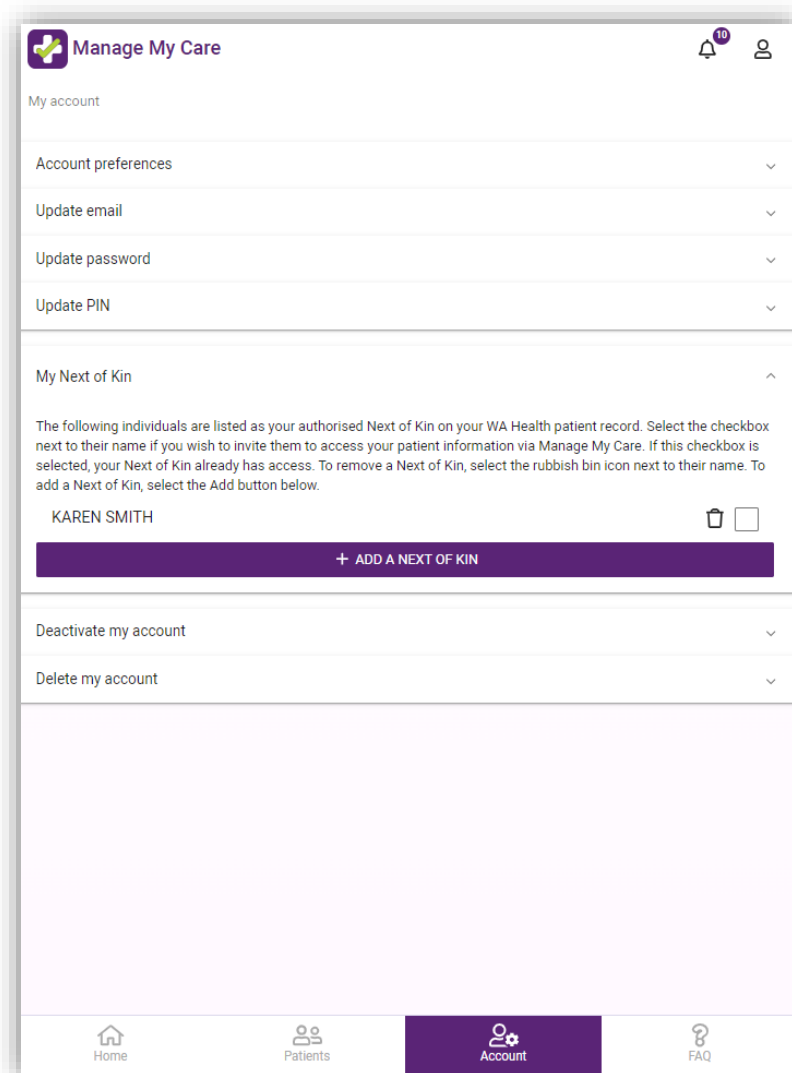 Manage My Care
10
My account
Account preferences
Update email
Update password
Update PIN
My Next of Kin
The following individuals are listed as your authorised Next of Kin on your WA Health patient record. Select the checkbox
next to their name if you wish to invite them to access your patient information via Manage My Care. If this checkbox is
selected, your Next of Kin already has access. To remove a Next of Kin, select the rubbish bin icon next to their name. To
add a Next of Kin, select the Add button below.
KAREN SMITH
+ ADD A NEXT OF KIN
Deactivate my account
Delete my account
Home
Patients
Account
FAQ